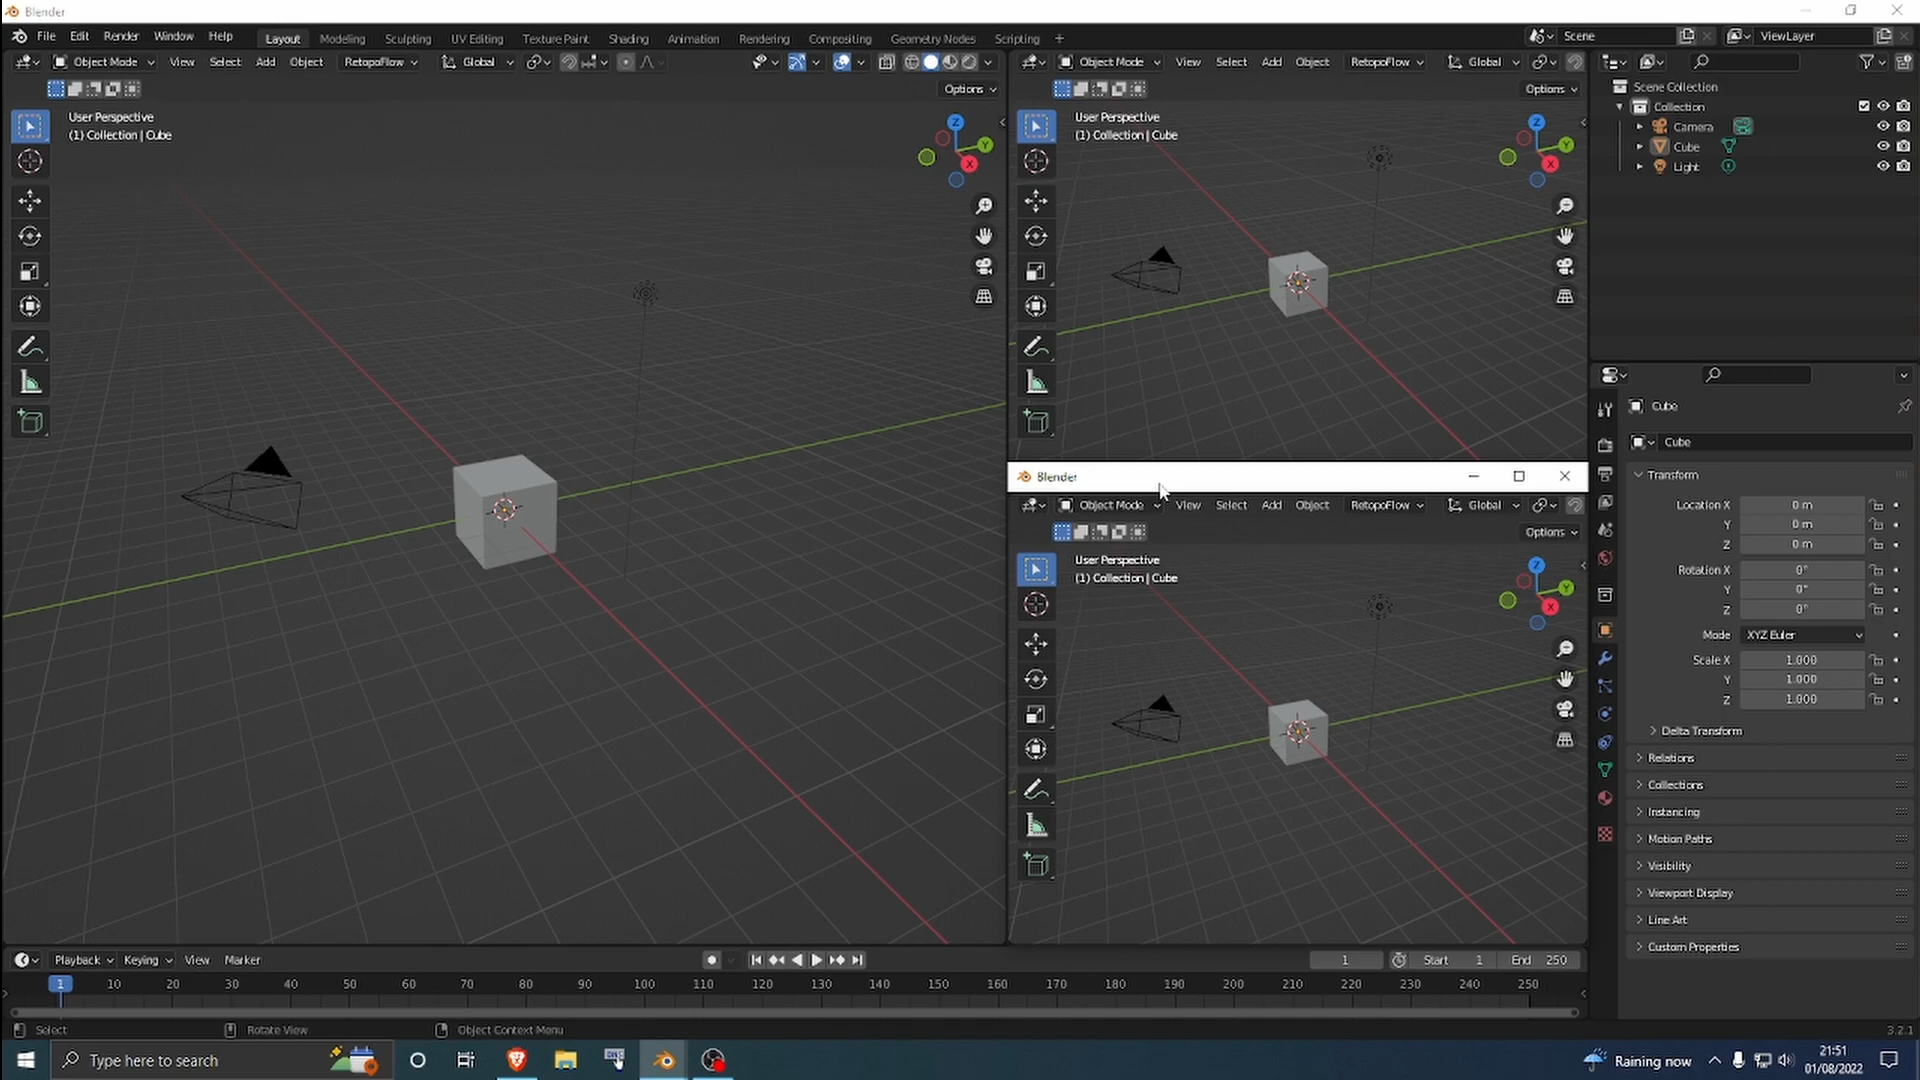 Blender
File Edit Render Window Help Layout Modeling Sculpting UV Editing Texture Paint Shading Animation Rendering Compositing Geometry Nodes Scripting + Scene ViewLayer
Object Mode View Select Add Object RetopoFlow Global
Options
User Perspective
(1) Collection | Cube
Z
Y
X
Object Mode View Select Add Object RetopoFlow Global
Options
User Perspective
(1) Collection | Cube
Z
Y
X
Blender
Object Mode View Select Add Object RetopoFlow Global
Options
User Perspective
(1) Collection | Cube
Z
Y
X
Scene Collection
Collection
Camera
Cube
Light
Cube
Cube
Transform
Location X 0 m
Y 0 m
Z 0 m
Rotation X 0°
Y 0°
Z 0°
Mode XYZ Euler
Scale X 1.000
Y 1.000
Z 1.000
Delta Transform
Relations
Collections
Instancing
Motion Paths
Visibility
Viewport Display
Line Art
Custom Properties
Playback Keying View Marker 1 Start 1 End 250
1 10 20 30 40 50 60 70 80 90 100 110 120 130 140 150 160 170 180 190 200 210 220 230 240 250
Select Rotate View Object Context Menu 3.2.1
Type here to search Raining now 21:51
01/08/2022